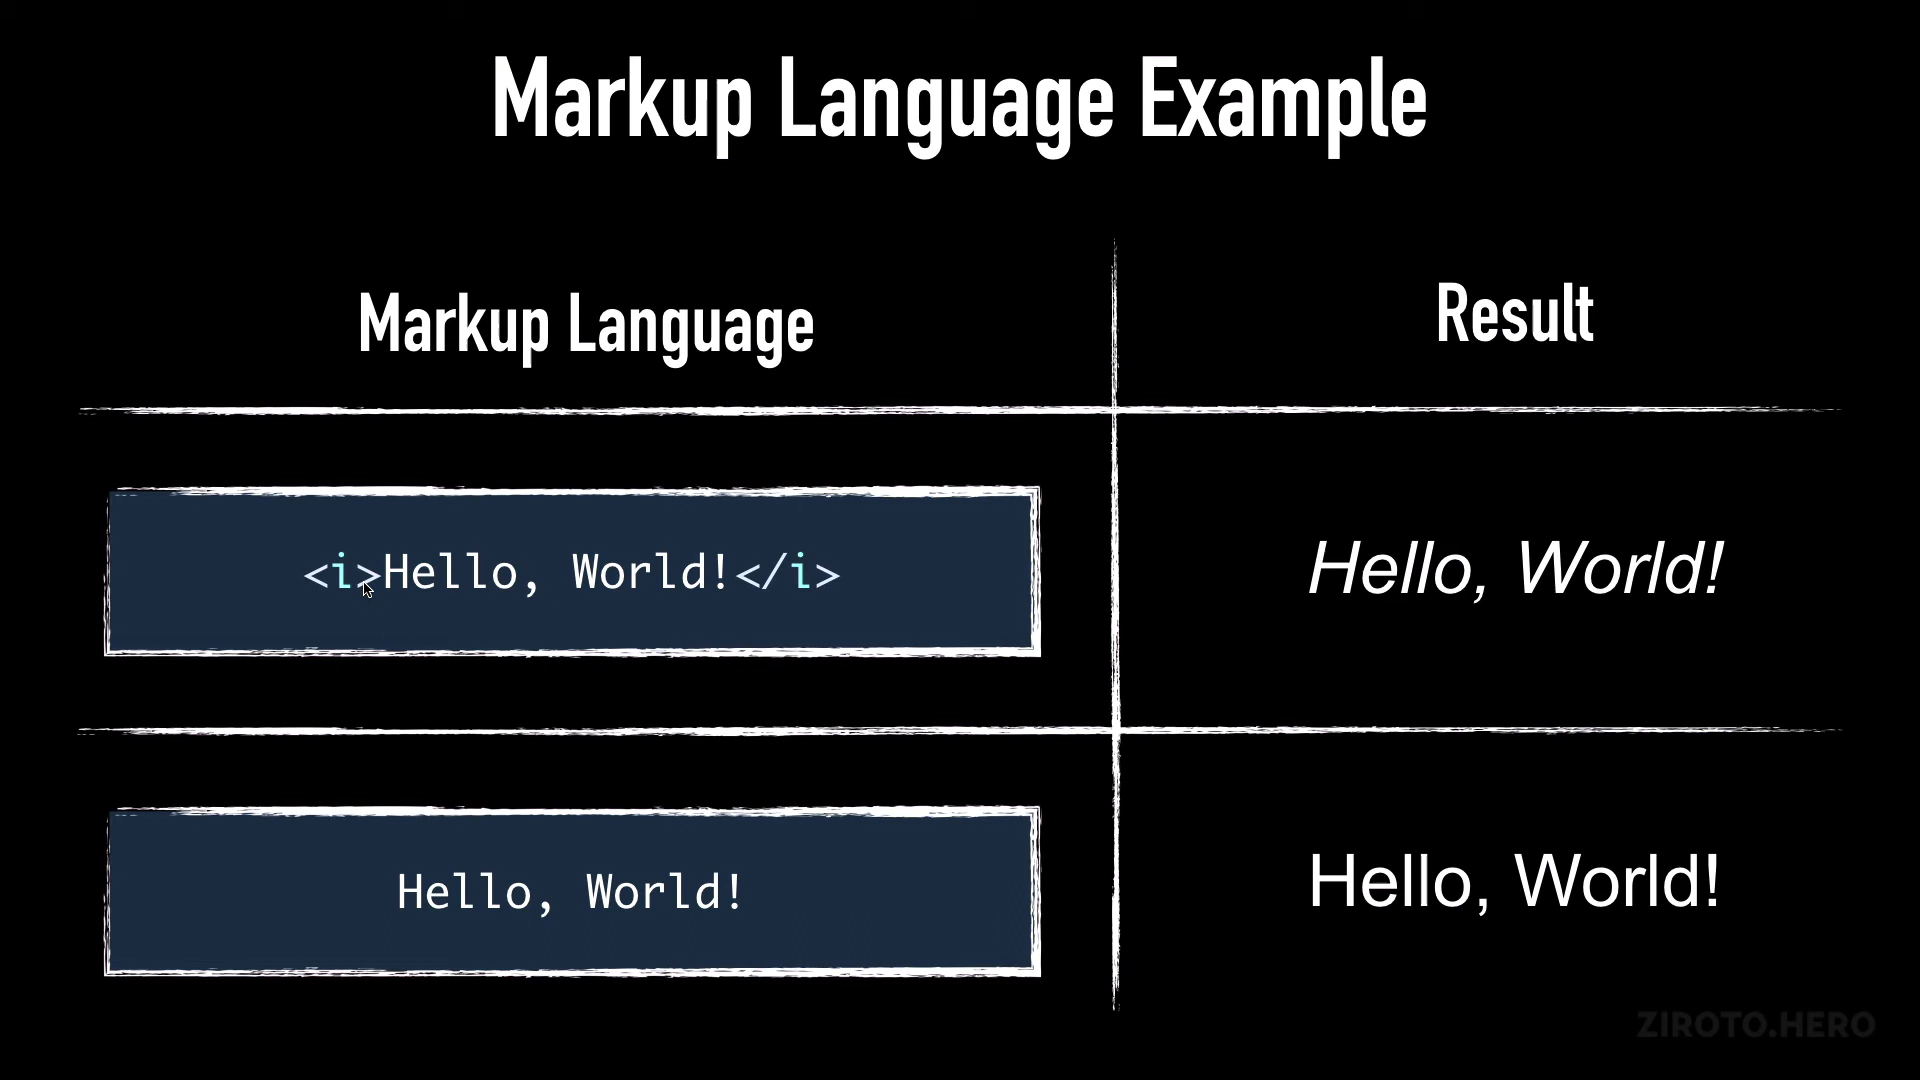 Markup Language Example
Markup Language
Result
<i>Hello, World!</i>
Hello, World!
Hello, World!
Hello, World!
ZIROTO.HERO